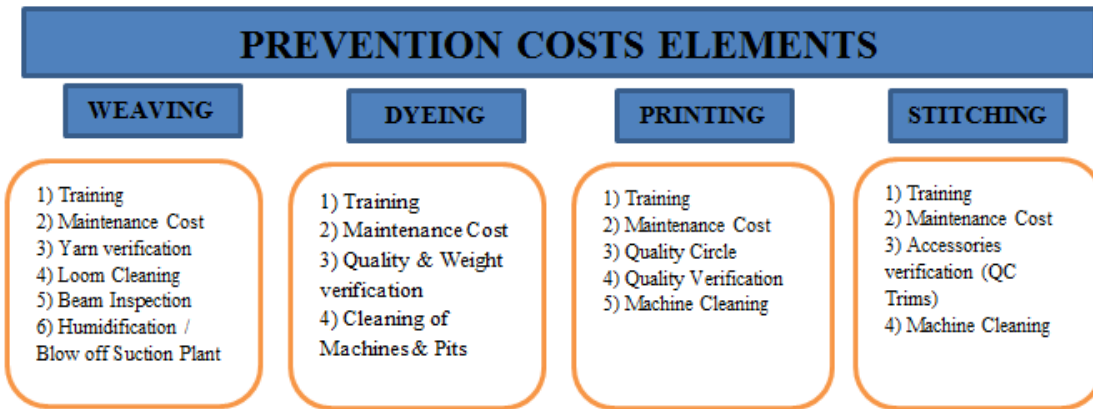 PREVENTION COSTS ELEMENTS
WEAVING
1) Training
2) Maintenance Cost
3) Yarn verification
4) Loom Cleaning
5) Beam Inspection
6) Humidification /
Blow off Suction Plant
DYEING
1) Training
2) Maintenance Cost
3) Quality & Weight
verification
4) Cleaning of
Machines & Pits
PRINTING
1) Training
2) Maintenance Cost
3) Quality Circle
4) Quality Verification
5) Machine Cleaning
STITCHING
1) Training
2) Maintenance Cost
3) Accessories
verification (QC
Trims)
4) Machine Cleaning